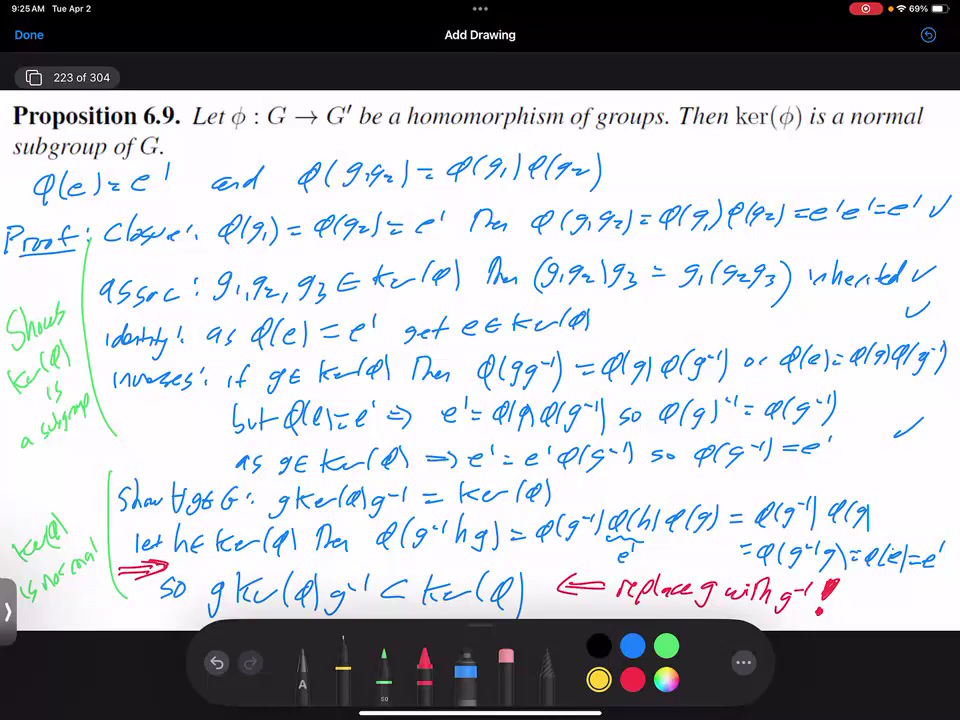 9:25 AM Tue Apr 2
69%
Done
Add Drawing
223 of 304
Proposition 6.9. Let ϕ : G → G′ be a homomorphism of groups. Then ker(ϕ) is a normal
subgroup of G.
φ(e) = e' and φ(g₁g₂) = φ(g₁)φ(g₂)
Proof: Closure: φ(g₁) = φ(g₂) = e' Then φ(g₁g₂) = φ(g₁)φ(g₂) = e'e' = e' ✓
assoc: g₁,g₂,g₃ ∈ Ker(φ) Then (g₁g₂)g₃ = g₁(g₂g₃) inherited ✓
identity: as φ(e) = e' get e ∈ Ker(φ) ✓
inverses: if g ∈ Ker(φ) Then φ(gg⁻¹) = φ(g)φ(g⁻¹) or φ(e) = φ(g)φ(g⁻¹)
but φ(e) = e' ⇒ e' = φ(g)φ(g⁻¹) so φ(g)⁻¹ = φ(g⁻¹)
as g ∈ Ker(φ) ⇒ e' = e'φ(g⁻¹) so φ(g⁻¹) = e' ✓
Shows
Ker(φ)
is
a subgroup
Show ∀g∈G: gKer(φ)g⁻¹ = Ker(φ)
let h ∈ Ker(φ) Then φ(g⁻¹hg) = φ(g⁻¹)φ(h)φ(g) = φ(g⁻¹)φ(g)
e'
= φ(g⁻¹g) = φ(e) = e'
Ker(φ)
is normal
⇒ so gKer(φ)g⁻¹ ⊂ Ker(φ) ⇐ replace g with g⁻¹!
A
50